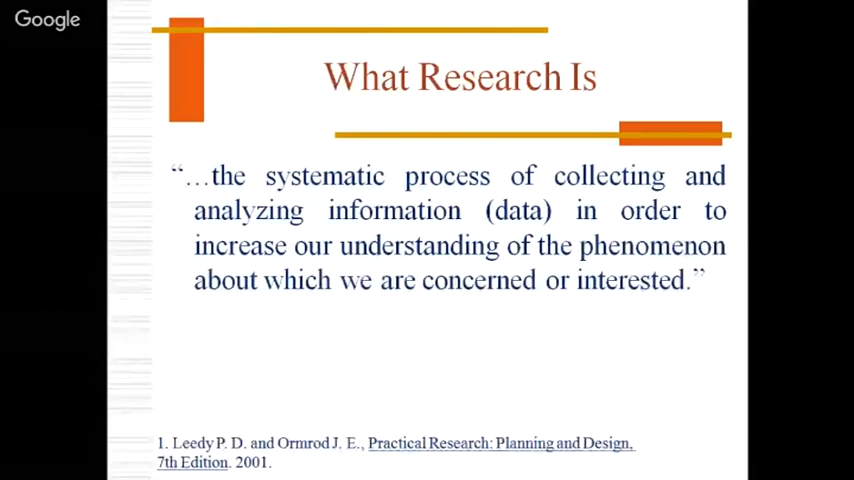 Google
What Research Is
“…the systematic process of collecting and
analyzing information (data) in order to
increase our understanding of the phenomenon
about which we are concerned or interested.”
1. Leedy P. D. and Ormrod J. E., Practical Research: Planning and Design,
7th Edition. 2001.